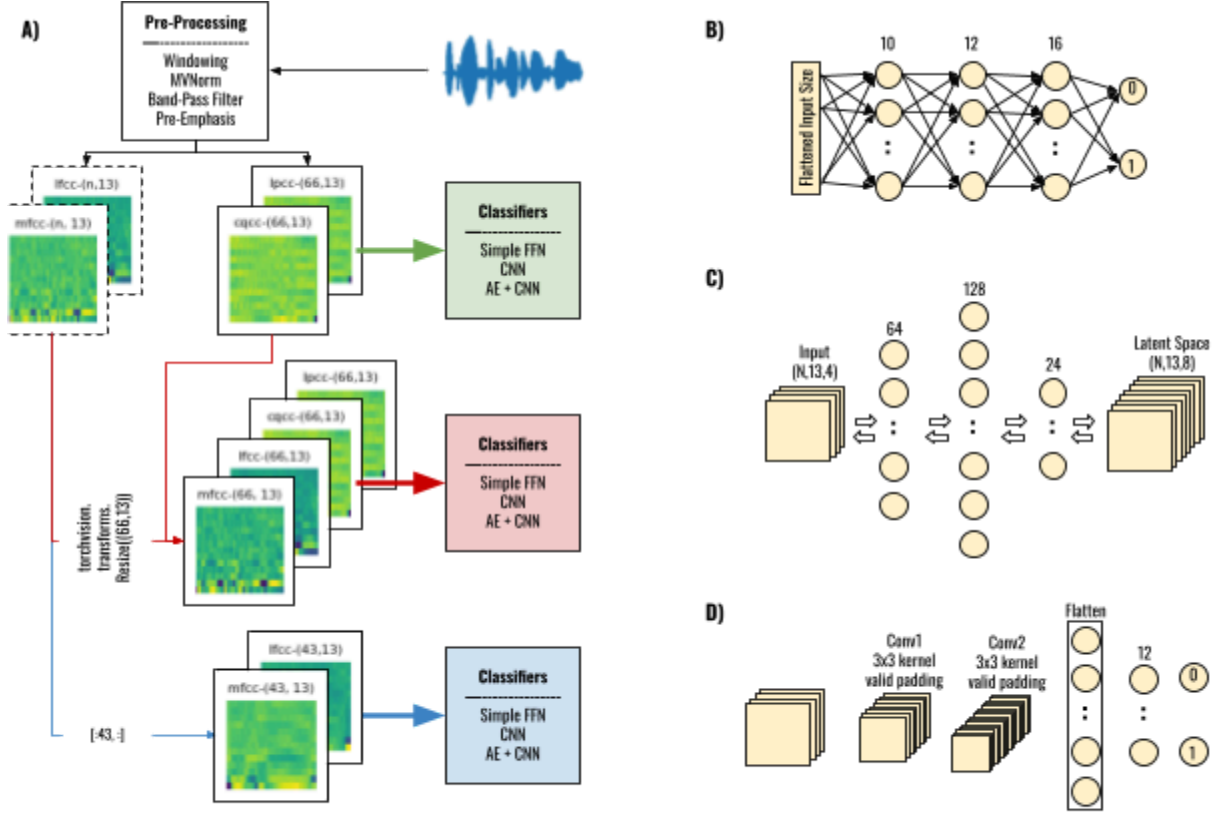 A)
Pre-Processing
Windowing
MVNorm
Band-Pass Filter
Pre-Emphasis
lfcc-(n,13)
mfcc-(n, 13)
lpcc-(66,13)
cqcc-(66,13)
Classifiers
Simple FFN
CNN
AE + CNN
lpcc-(66,13)
cqcc-(66,13)
lfcc-(66,13)
mfcc-(66, 13)
torchvision.
transforms.
Resize((66,13))
Classifiers
Simple FFN
CNN
AE + CNN
lfcc-(43,13)
mfcc-(43, 13)
[:43, :]
Classifiers
Simple FFN
CNN
AE + CNN
B)
Flattened Input Size
10
12
16
0
1
C)
Input
(N,13,4)
64
128
24
Latent Space
(N,13,8)
D)
Conv1
3x3 kernel
valid padding
Conv2
3x3 kernel
valid padding
Flatten
12
0
1